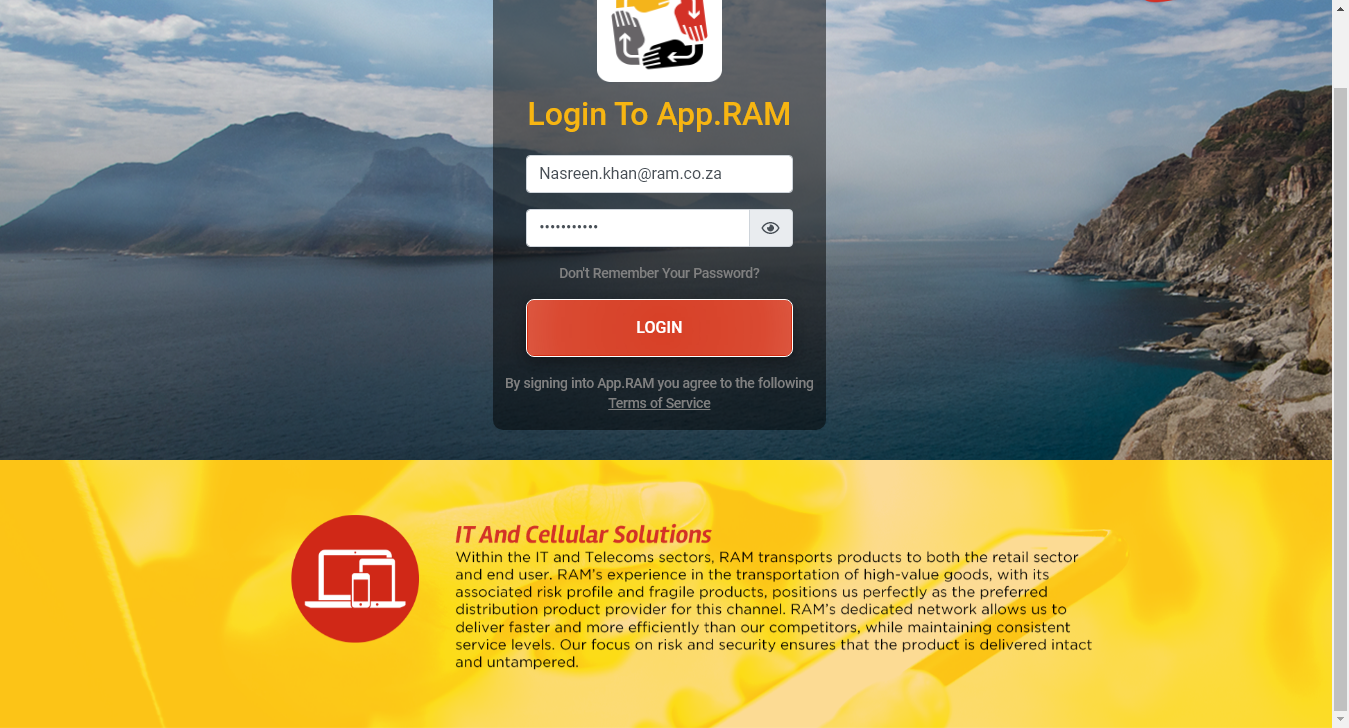 Login To App.RAM
Nasreen.khan@ram.co.za
•••••••••••
Don't Remember Your Password?
LOGIN
By signing into App.RAM you agree to the following
Terms of Service
IT And Cellular Solutions
Within the IT and Telecoms sectors, RAM transports products to both the retail sector
and end user. RAM's experience in the transportation of high-value goods, with its
associated risk profile and fragile products, positions us perfectly as the preferred
distribution product provider for this channel. RAM's dedicated network allows us to
deliver faster and more efficiently than our competitors, while maintaining consistent
service levels. Our focus on risk and security ensures that the product is delivered intact
and untampered.